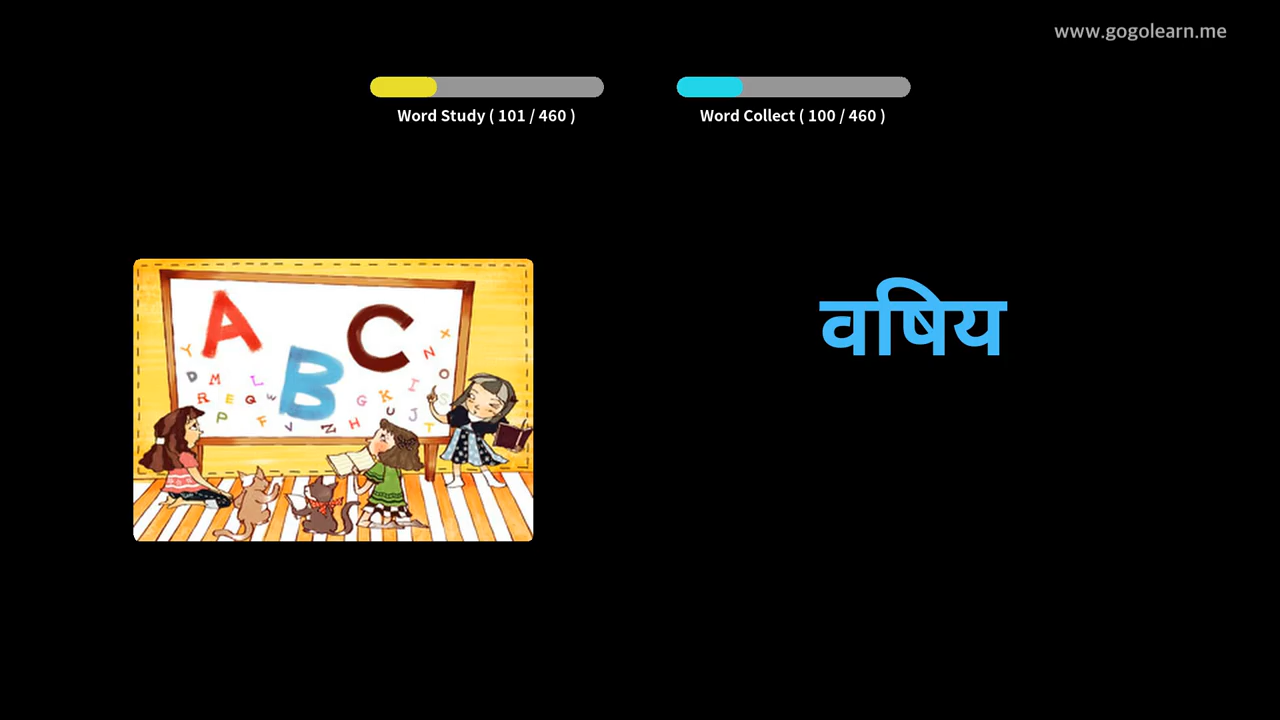 www.gogolearn.me
Word Study ( 101 / 460 )
Word Collect ( 100 / 460 )
वषिय
A B C
X
Y N
D M L I O
R E Q W G K S
P F V Z H U J T